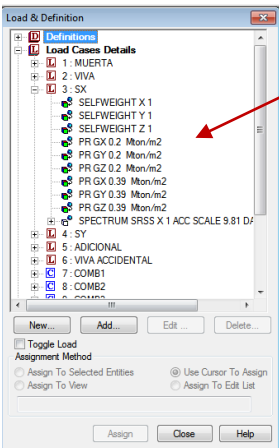 Load & Definition
Definitions
Load Cases Details
1 : MUERTA
2 : VIVA
3 : SX
SELFWEIGHT X 1
SELFWEIGHT Y 1
SELFWEIGHT Z 1
PR GX 0.2 Mton/m2
PR GY 0.2 Mton/m2
PR GZ 0.2 Mton/m2
PR GX 0.39 Mton/m2
PR GY 0.39 Mton/m2
PR GZ 0.39 Mton/m2
SPECTRUM SRSS X 1 ACC SCALE 9.81 DA
4 : SY
5 : ADICIONAL
6 : VIVA ACCIDENTAL
7 : COMB1
8 : COMB2
New... Add... Edit ... Delete...
Toggle Load
Assignment Method
Assign To Selected Entities Use Cursor To Assign
Assign To View Assign To Edit List
Assign Close Help